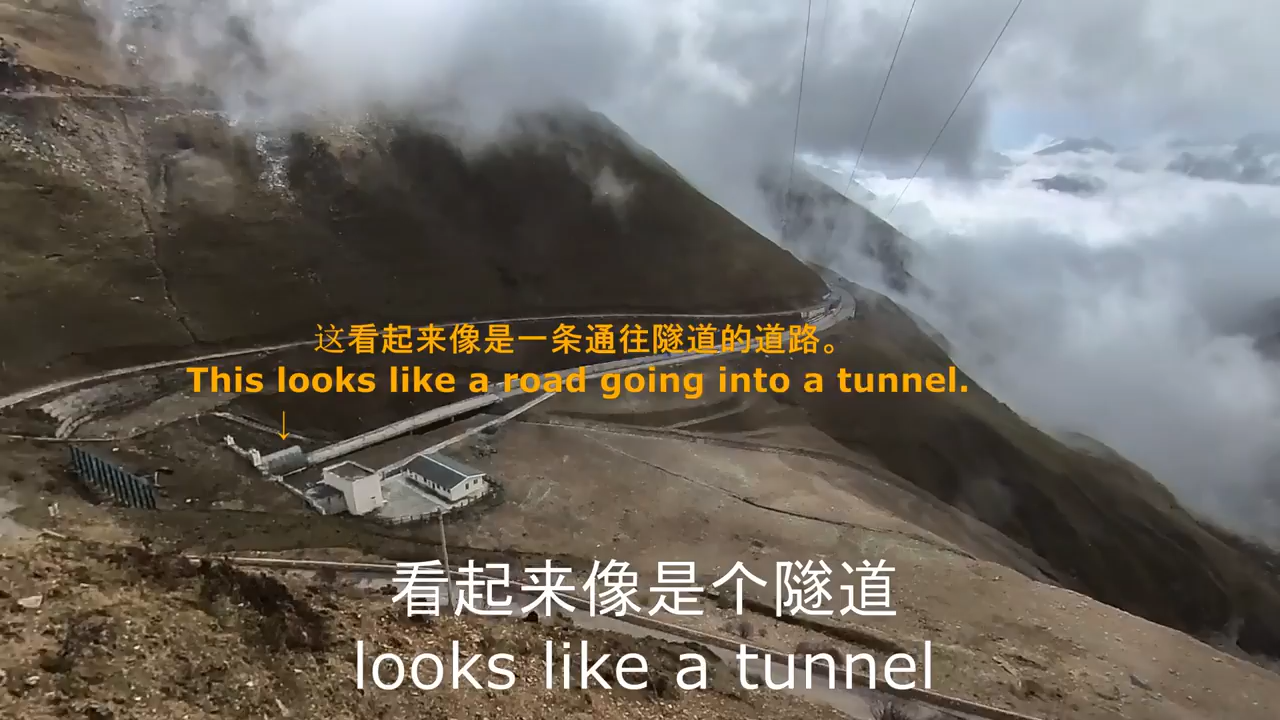 这看起来像是一条通往隧道的道路。
This looks like a road going into a tunnel.
↓
看起来像是个隧道
looks like a tunnel